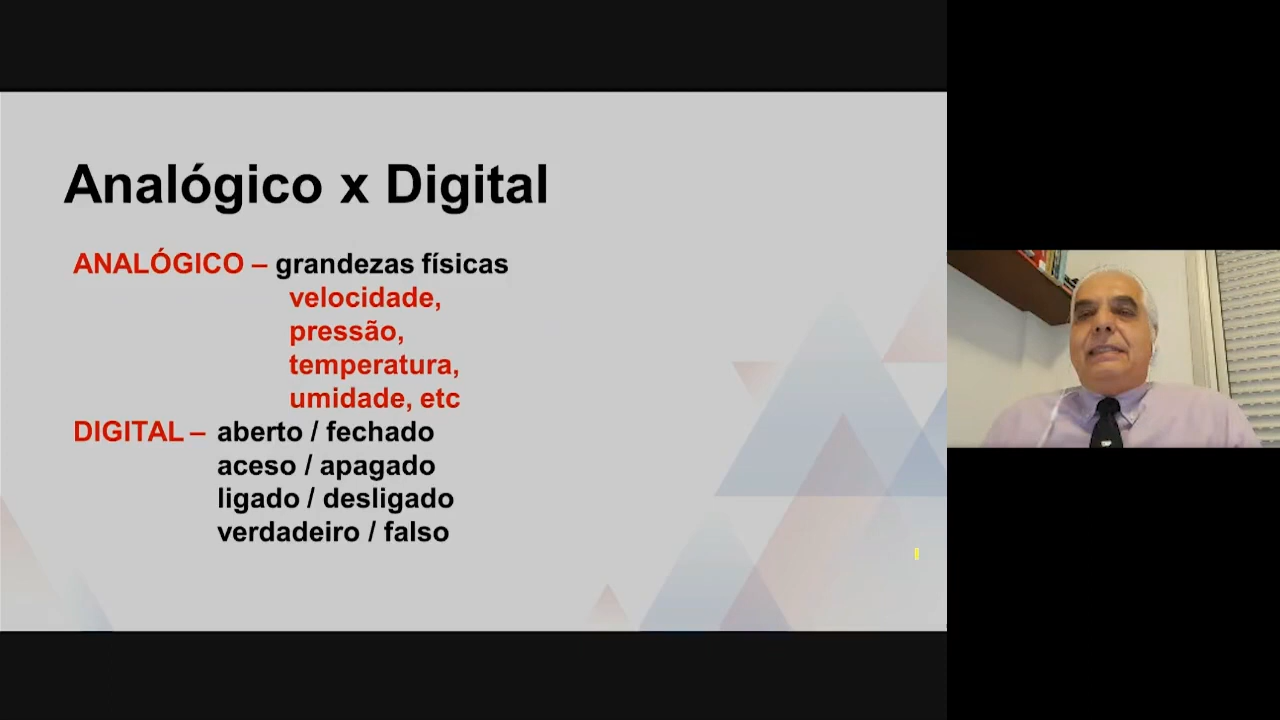 Analógico x Digital
ANALÓGICO – grandezas físicas
velocidade,
pressão,
temperatura,
umidade, etc
DIGITAL – aberto / fechado
aceso / apagado
ligado / desligado
verdadeiro / falso